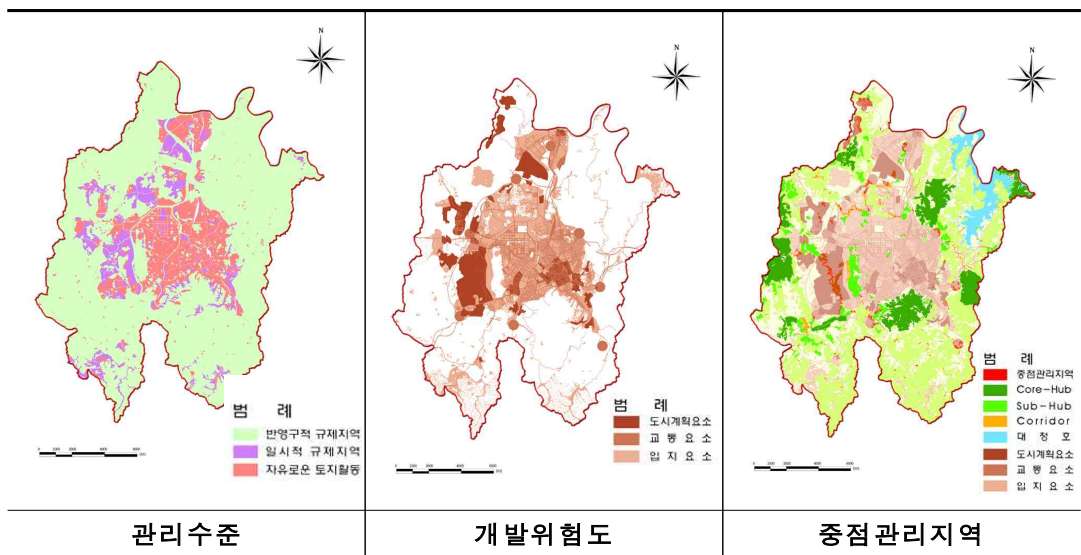 N
범 례
반영구적 규제지역
일시적 규제지역
자유로운 토지활동
N
범 례
도시계획요소
교 통 요 소
입 지 요 소
N
범 례
중점관리지역
Core-Hub
Sub-Hub
Corridor
대 청 호
도시계획요소
교 통 요 소
입 지 요 소
관리수준
개발위험도
중점관리지역